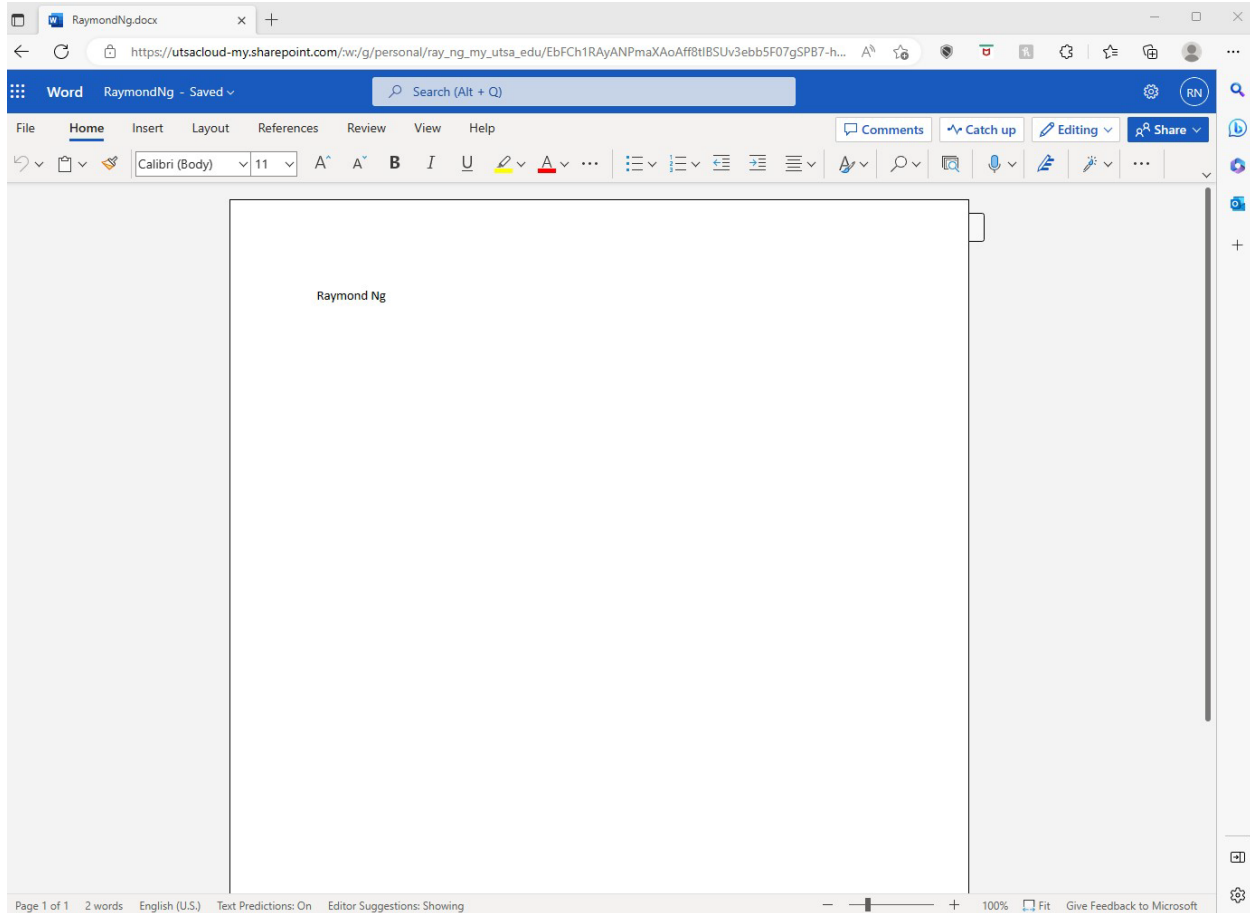 RaymondNg.docx
https://utsacloud-my.sharepoint.com/:w:/g/personal/ray_ng_my_utsa_edu/EbFCh1RAyANPmaXAoAff8tIBSUv3ebb5F07gSPB7-h...
Word RaymondNg - Saved Search (Alt + Q) RN
File Home Insert Layout References Review View Help Comments Catch up Editing Share
Calibri (Body) 11 A A B I U A ...
Raymond Ng
Page 1 of 1 2 words English (U.S.) Text Predictions: On Editor Suggestions: Showing 100% Fit Give Feedback to Microsoft